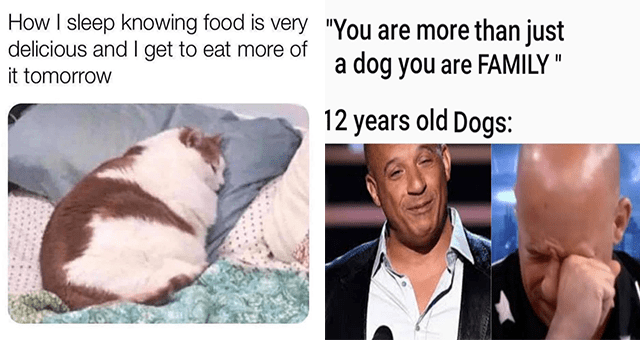 How I sleep knowing food is very
delicious and I get to eat more of
it tomorrow
"You are more than just
a dog you are FAMILY "
12 years old Dogs: